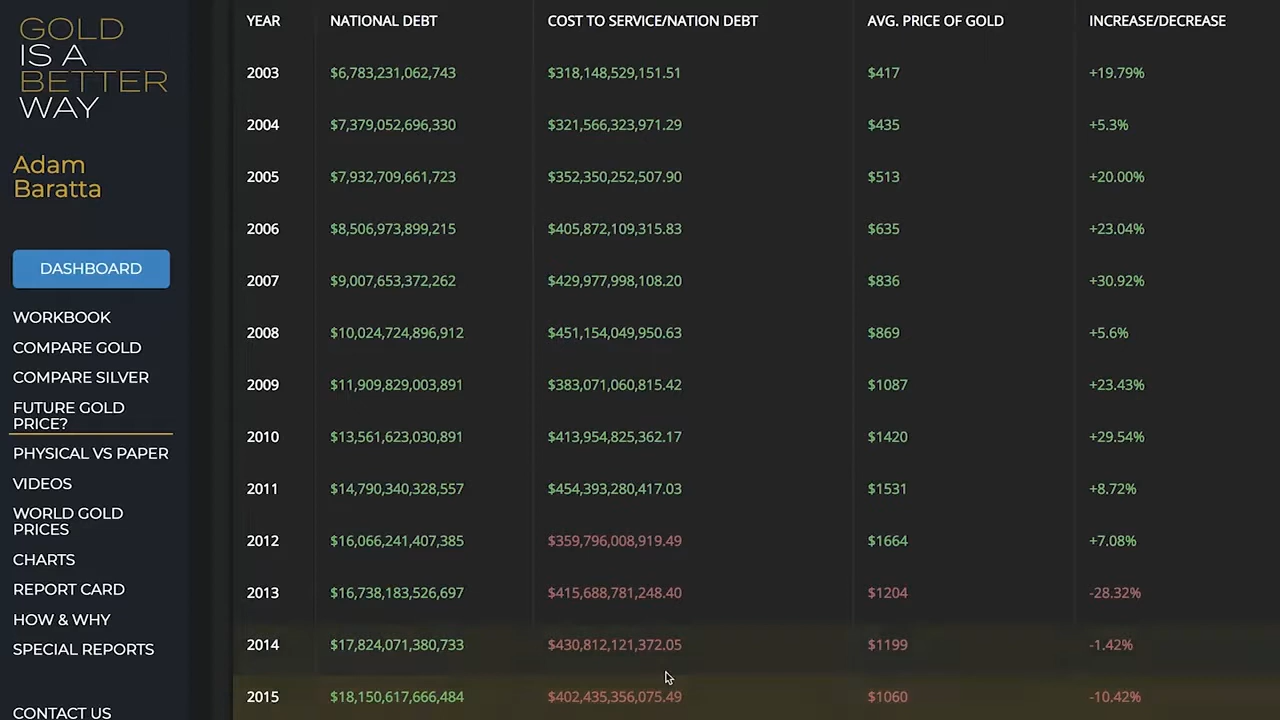 GOLD
IS A
BETTER
WAY
Adam
Baratta
DASHBOARD
WORKBOOK
COMPARE GOLD
COMPARE SILVER
FUTURE GOLD
PRICE?
PHYSICAL VS PAPER
VIDEOS
WORLD GOLD
PRICES
CHARTS
REPORT CARD
HOW & WHY
SPECIAL REPORTS
CONTACT US
YEAR NATIONAL DEBT COST TO SERVICE/NATION DEBT AVG. PRICE OF GOLD INCREASE/DECREASE
2003 $6,783,231,062,743 $318,148,529,151.51 $417 +19.79%
2004 $7,379,052,696,330 $321,566,323,971.29 $435 +5.3%
2005 $7,932,709,661,723 $352,350,252,507.90 $513 +20.00%
2006 $8,506,973,899,215 $405,872,109,315.83 $635 +23.04%
2007 $9,007,653,372,262 $429,977,998,108.20 $836 +30.92%
2008 $10,024,724,896,912 $451,154,049,950.63 $869 +5.6%
2009 $11,909,829,003,891 $383,071,060,815.42 $1087 +23.43%
2010 $13,561,623,030,891 $413,954,825,362.17 $1420 +29.54%
2011 $14,790,340,328,557 $454,393,280,417.03 $1531 +8.72%
2012 $16,066,241,407,385 $359,796,008,919.49 $1664 +7.08%
2013 $16,738,183,526,697 $415,688,781,248.40 $1204 -28.32%
2014 $17,824,071,380,733 $430,812,121,372.05 $1199 -1.42%
2015 $18,150,617,666,484 $402,435,356,075.49 $1060 -10.42%